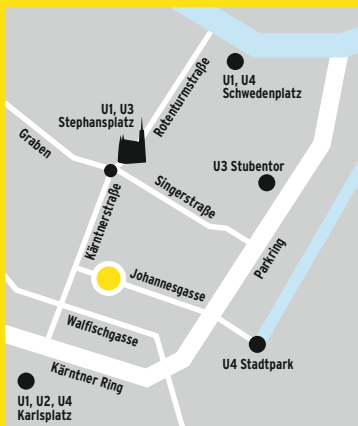 U1, U4
Schwedenplatz
Rotenturmstraße
U1, U3
Stephansplatz
Graben
U3 Stubentor
Singerstraße
Kärntnerstraße
Parkring
Johannesgasse
Walfischgasse
U4 Stadtpark
Kärntner Ring
U1, U2, U4
Karlsplatz